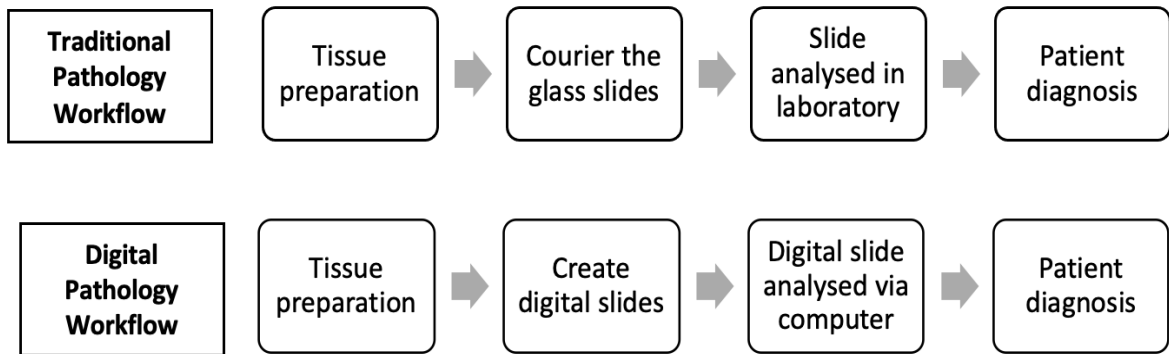 Traditional
Pathology
Workflow
Tissue
preparation
Courier the
glass slides
Slide
analysed in
laboratory
Patient
diagnosis
Digital
Pathology
Workflow
Tissue
preparation
Create
digital slides
Digital slide
analysed via
computer
Patient
diagnosis